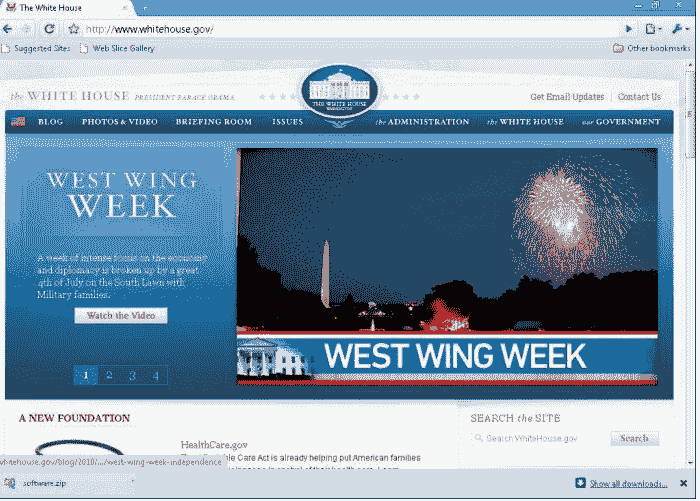 The White House
http://www.whitehouse.gov/
Suggested Sites
Web Slice Gallery
Other bookmarks
the WHITE HOUSE PRESIDENT BARACK OBAMA
THE WHITE HOUSE
WASHINGTON
Get Email Updates
Contact Us
BLOG
PHOTOS & VIDEO
BRIEFING ROOM
ISSUES
the ADMINISTRATION
the WHITE HOUSE
our GOVERNMENT
WEST WING
WEEK
A week of intense focus on the economy
and diplomacy is broken up by a great
4th of July on the South Lawn with
Military families.
Watch the Video
1 2 3 4
WEST WING WEEK
A NEW FOUNDATION
SEARCH the SITE
HealthCare.gov
Search WhiteHouse.gov
Search
Care Act is already helping put American families
whitehouse.gov/blog/2010/.../west-wing-week-independence
software.zip
Show all downloads...